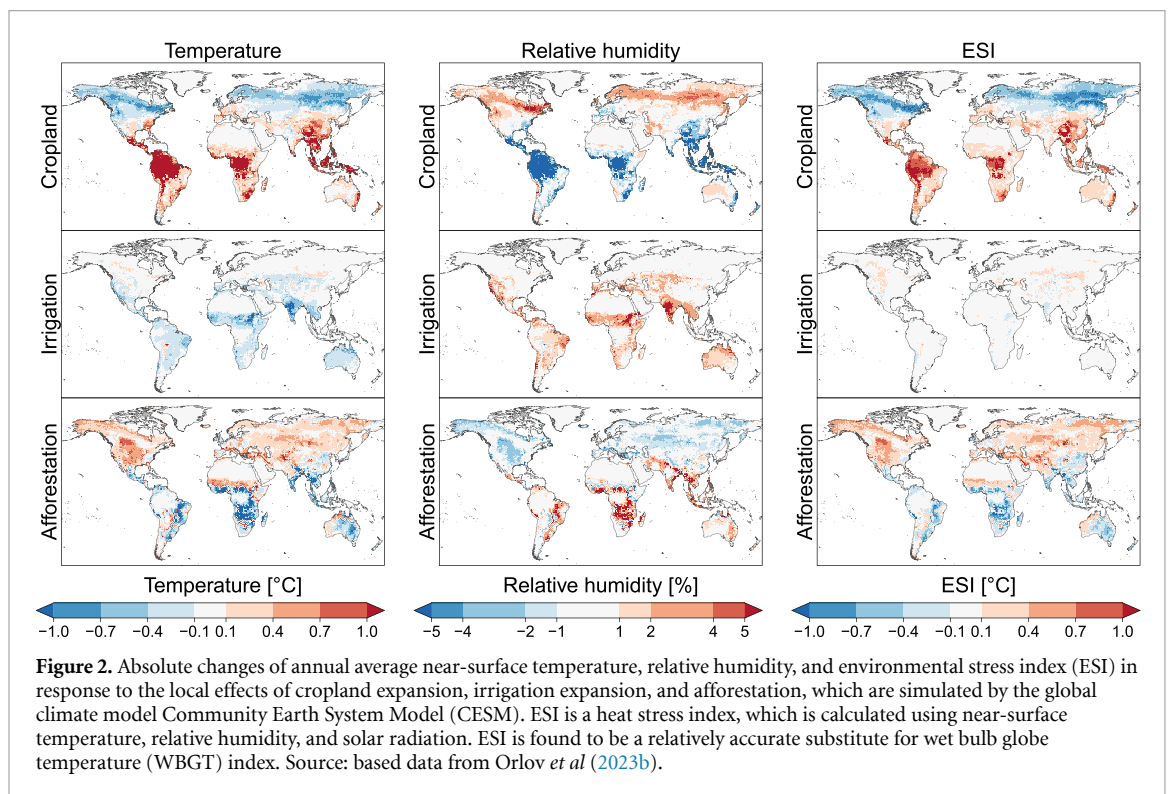 Temperature
Relative humidity
ESI
Cropland
Irrigation
Afforestation
Temperature [°C]
Relative humidity [%]
ESI [°C]
−1.0 −0.7 −0.4 −0.1 0.1 0.4 0.7 1.0
−5 −4 −2 −1 1 2 4 5
−1.0 −0.7 −0.4 −0.1 0.1 0.4 0.7 1.0
Figure 2. Absolute changes of annual average near-surface temperature, relative humidity, and environmental stress index (ESI) in
response to the local effects of cropland expansion, irrigation expansion, and afforestation, which are simulated by the global
climate model Community Earth System Model (CESM). ESI is a heat stress index, which is calculated using near-surface
temperature, relative humidity, and solar radiation. ESI is found to be a relatively accurate substitute for wet bulb globe
temperature (WBGT) index. Source: based data from Orlov et al (2023b).